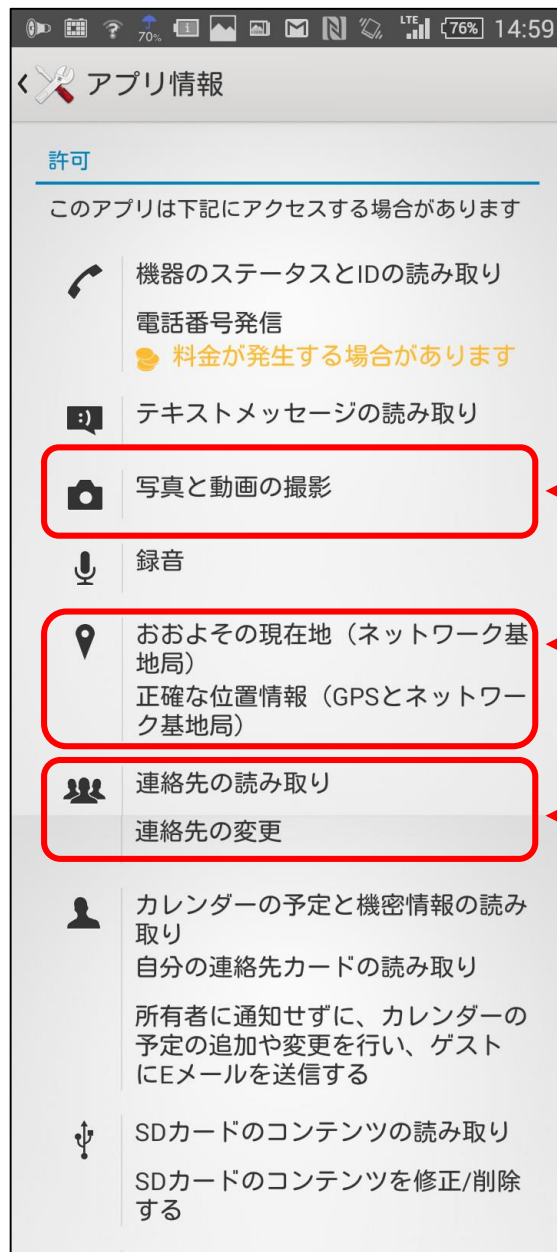 70%
LTE
76% 14:59
アプリ情報
許可
このアプリは下記にアクセスする場合があります
機器のステータスとIDの読み取り
電話番号発信
料金が発生する場合があります
テキストメッセージの読み取り
写真と動画の撮影
録音
おおよその現在地（ネットワーク基
地局）
正確な位置情報（GPSとネットワー
ク基地局）
連絡先の読み取り
連絡先の変更
カレンダーの予定と機密情報の読み
取り
自分の連絡先カードの読み取り
所有者に通知せずに、カレンダーの
予定の追加や変更を行い、ゲスト
にEメールを送信する
SDカードのコンテンツの読み取り
SDカードのコンテンツを修正/削除
する